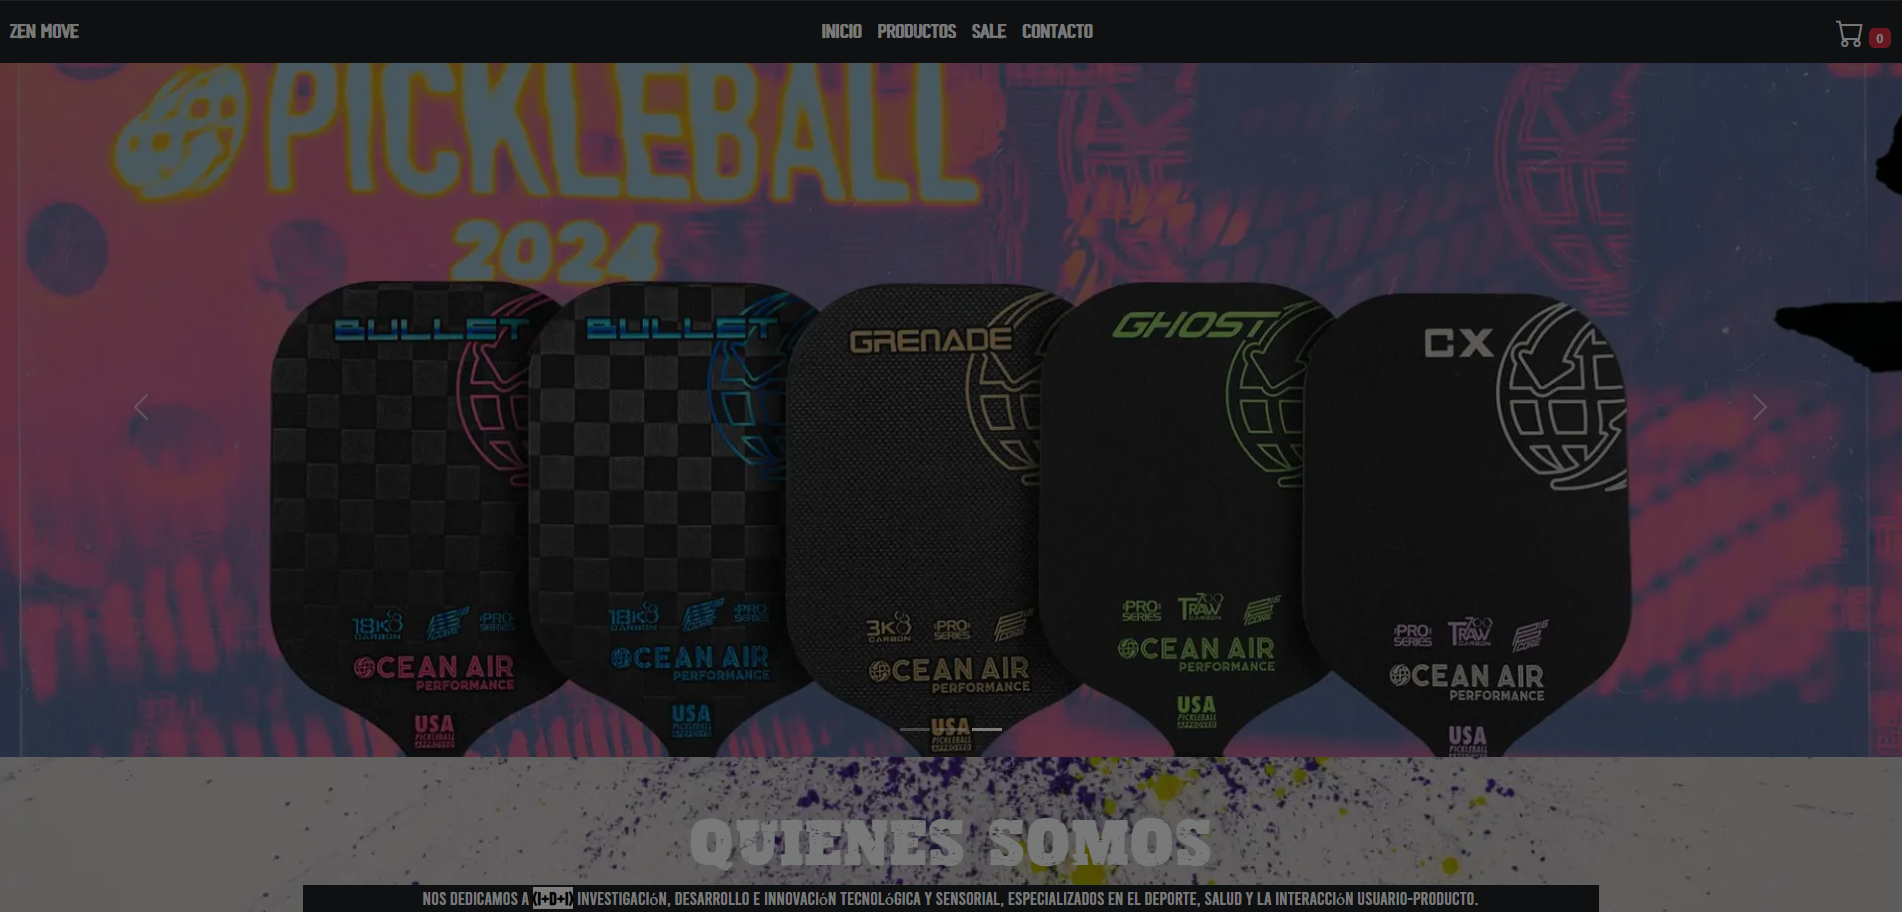 ZEN MOVE
INICIO PRODUCTOS SALE CONTACTO
0
PICKLEBALL
2024
BULLET
BULLET
GRENADE
GHOST
CX
18K CARBON
PRO SERIES
18K CARBON
PRO SERIES
3K CARBON
PRO SERIES
PRO SERIES
T700 RAW CARBON
PRO SERIES
T700 RAW CARBON
OCEAN AIR
PERFORMANCE
OCEAN AIR
PERFORMANCE
OCEAN AIR
PERFORMANCE
OCEAN AIR
PERFORMANCE
OCEAN AIR
PERFORMANCE
USA
PICKLEBALL
APPROVED
USA
PICKLEBALL
APPROVED
USA
PICKLEBALL
APPROVED
USA
PICKLEBALL
APPROVED
USA
PICKLEBALL
QUIENES SOMOS
NOS DEDICAMOS A (I+D+I) INVESTIGACIóN, DESARROLLO E INNOVACIóN TECNOLóGICA Y SENSORIAL, ESPECIALIZADOS EN EL DEPORTE, SALUD Y LA INTERACCIóN USUARIO-PRODUCTO.